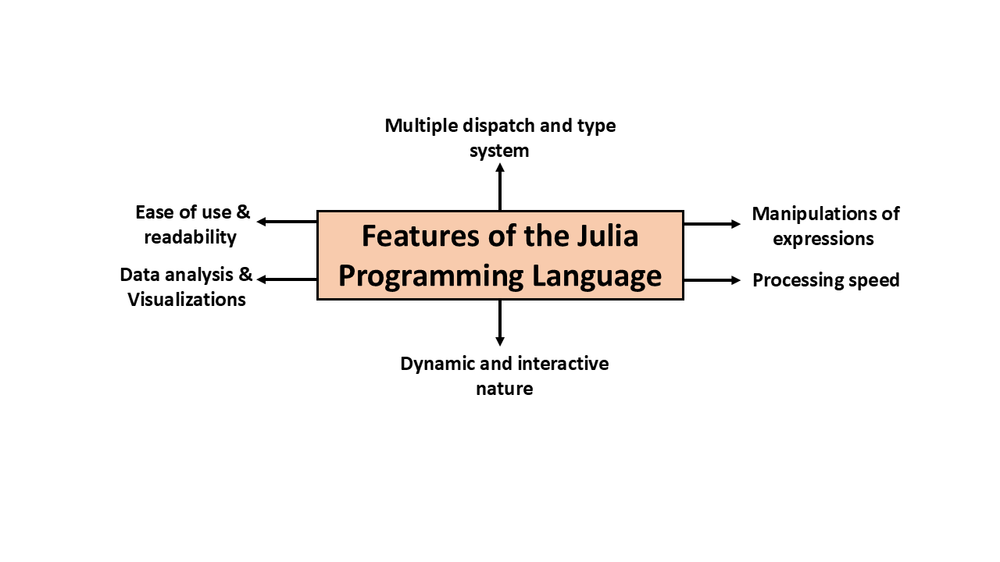 Multiple dispatch and type
system
Ease of use &
readability
Manipulations of
expressions
Features of the Julia
Programming Language
Data analysis &
Visualizations
Processing speed
Dynamic and interactive
nature